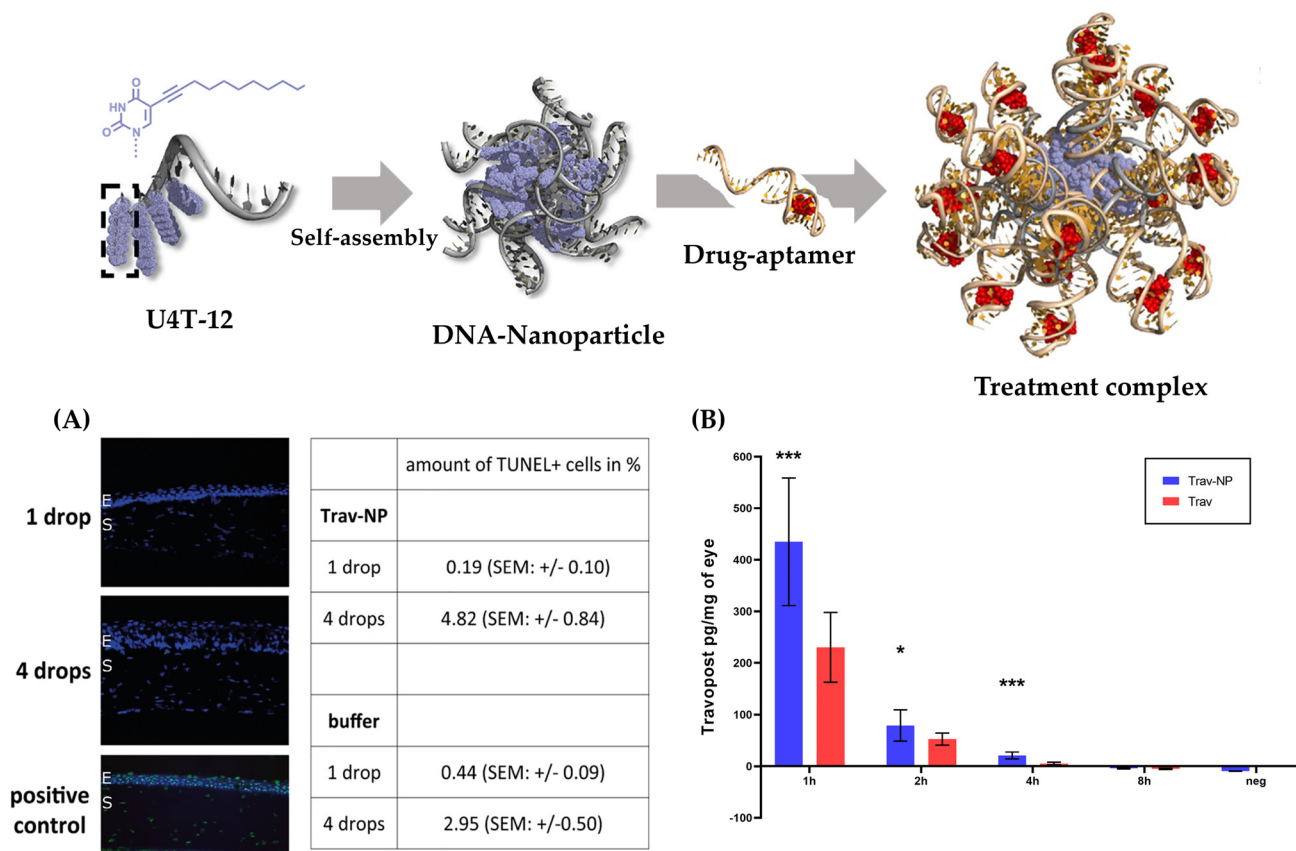 O
HN
O
N
Self-assembly
Drug-aptamer
U4T-12
DNA-Nanoparticle
Treatment complex
(A)
1 drop
E
S
4 drops
E
S
positive
control
E
S
amount of TUNEL+ cells in %
Trav-NP
1 drop 0.19 (SEM: +/- 0.10)
4 drops 4.82 (SEM: +/- 0.84)
buffer
1 drop 0.44 (SEM: +/- 0.09)
4 drops 2.95 (SEM: +/-0.50)
(B)
Travopost pg/mg of eye
600
500
400
300
200
100
0
-100
***
*
***
Trav-NP
Trav
1h 2h 4h 8h neg